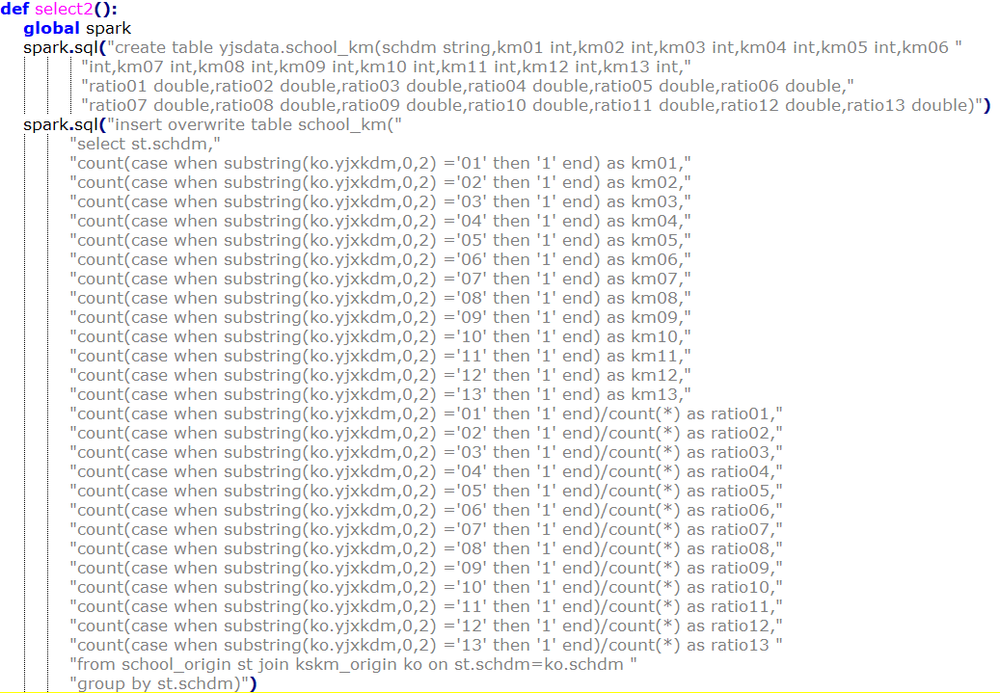 def select2():
global spark
spark.sql("create table yjsdata.school_km(schdm string,km01 int,km02 int,km03 int,km04 int,km05 int,km06 "
"int,km07 int,km08 int,km09 int,km10 int,km11 int,km12 int,km13 int,"
"ratio01 double,ratio02 double,ratio03 double,ratio04 double,ratio05 double,ratio06 double,"
"ratio07 double,ratio08 double,ratio09 double,ratio10 double,ratio11 double,ratio12 double,ratio13 double)")
spark.sql("insert overwrite table school_km("
"select st.schdm,"
"count(case when substring(ko.yjxkdm,0,2) ='01' then '1' end) as km01,"
"count(case when substring(ko.yjxkdm,0,2) ='02' then '1' end) as km02,"
"count(case when substring(ko.yjxkdm,0,2) ='03' then '1' end) as km03,"
"count(case when substring(ko.yjxkdm,0,2) ='04' then '1' end) as km04,"
"count(case when substring(ko.yjxkdm,0,2) ='05' then '1' end) as km05,"
"count(case when substring(ko.yjxkdm,0,2) ='06' then '1' end) as km06,"
"count(case when substring(ko.yjxkdm,0,2) ='07' then '1' end) as km07,"
"count(case when substring(ko.yjxkdm,0,2) ='08' then '1' end) as km08,"
"count(case when substring(ko.yjxkdm,0,2) ='09' then '1' end) as km09,"
"count(case when substring(ko.yjxkdm,0,2) ='10' then '1' end) as km10,"
"count(case when substring(ko.yjxkdm,0,2) ='11' then '1' end) as km11,"
"count(case when substring(ko.yjxkdm,0,2) ='12' then '1' end) as km12,"
"count(case when substring(ko.yjxkdm,0,2) ='13' then '1' end) as km13,"
"count(case when substring(ko.yjxkdm,0,2) ='01' then '1' end)/count(*) as ratio01,"
"count(case when substring(ko.yjxkdm,0,2) ='02' then '1' end)/count(*) as ratio02,"
"count(case when substring(ko.yjxkdm,0,2) ='03' then '1' end)/count(*) as ratio03,"
"count(case when substring(ko.yjxkdm,0,2) ='04' then '1' end)/count(*) as ratio04,"
"count(case when substring(ko.yjxkdm,0,2) ='05' then '1' end)/count(*) as ratio05,"
"count(case when substring(ko.yjxkdm,0,2) ='06' then '1' end)/count(*) as ratio06,"
"count(case when substring(ko.yjxkdm,0,2) ='07' then '1' end)/count(*) as ratio07,"
"count(case when substring(ko.yjxkdm,0,2) ='08' then '1' end)/count(*) as ratio08,"
"count(case when substring(ko.yjxkdm,0,2) ='09' then '1' end)/count(*) as ratio09,"
"count(case when substring(ko.yjxkdm,0,2) ='10' then '1' end)/count(*) as ratio10,"
"count(case when substring(ko.yjxkdm,0,2) ='11' then '1' end)/count(*) as ratio11,"
"count(case when substring(ko.yjxkdm,0,2) ='12' then '1' end)/count(*) as ratio12,"
"count(case when substring(ko.yjxkdm,0,2) ='13' then '1' end)/count(*) as ratio13 "
"from school_origin st join kskm_origin ko on st.schdm=ko.schdm "
"group by st.schdm)")